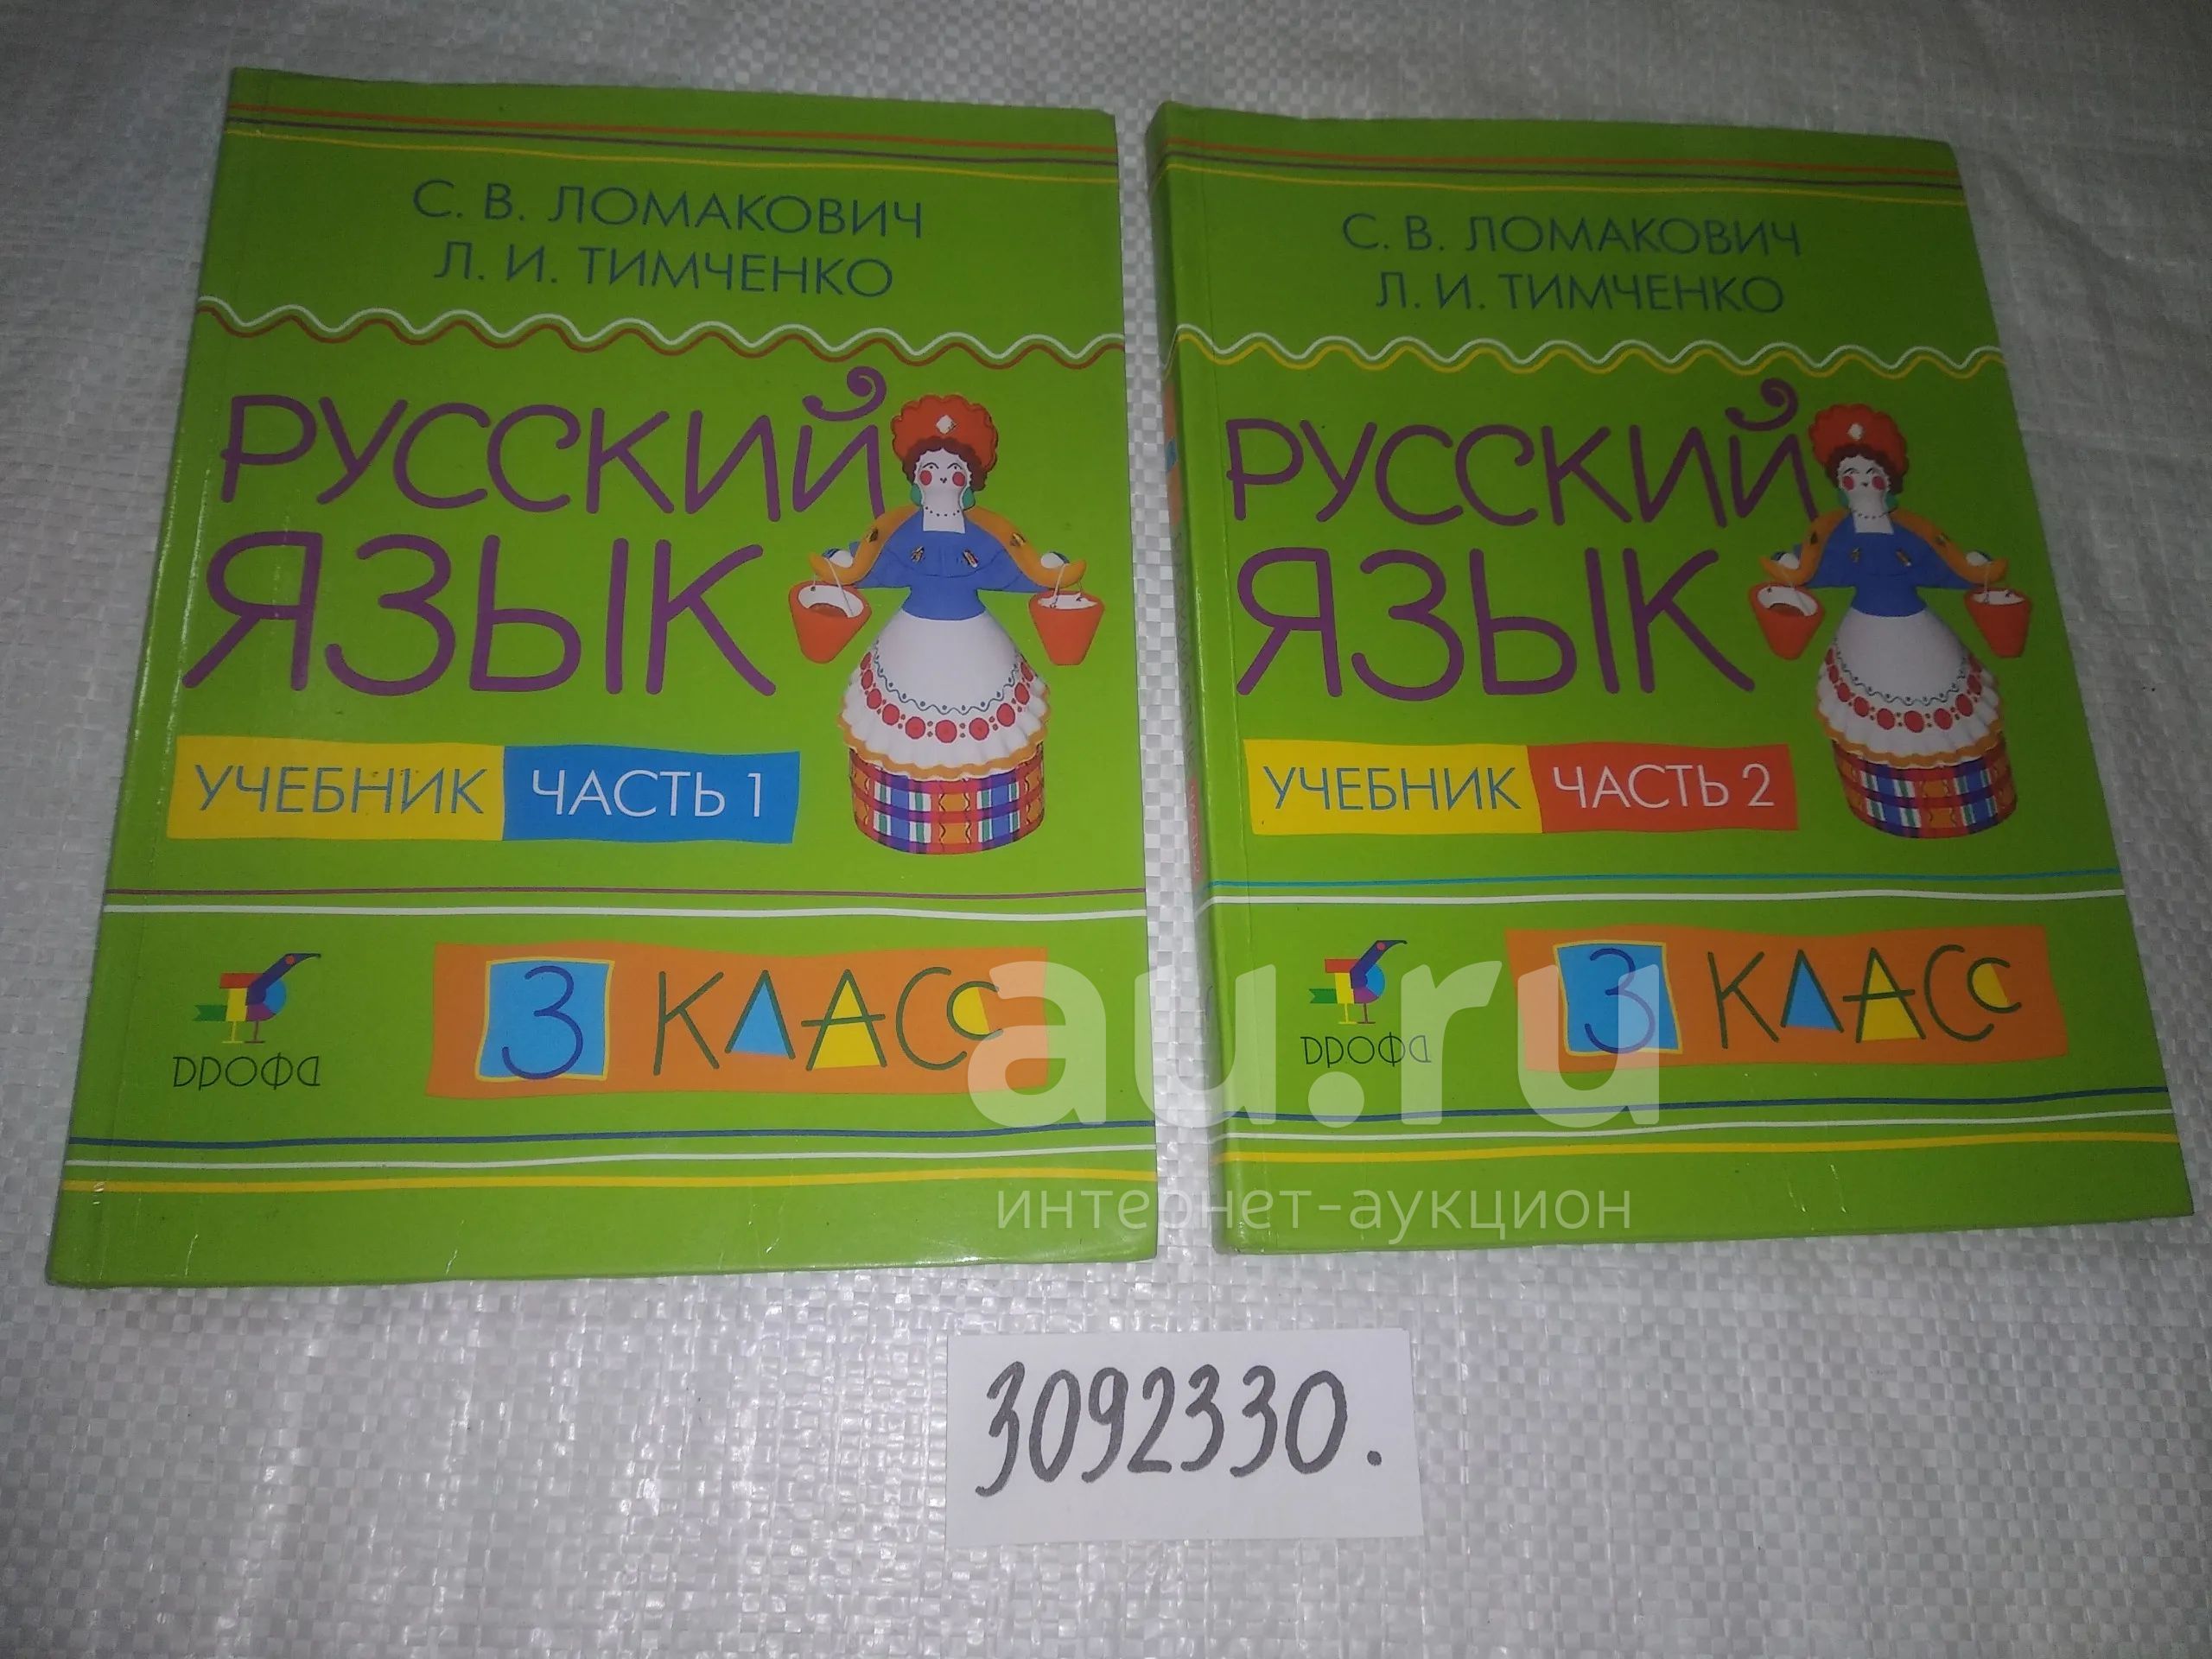 С. В. ЛОМАКОВИЧ
Л. И. ТИМЧЕНКО
РУССКИЙ
ЯЗЫК
УЧЕБНИК ЧАСТЬ 1
ДРОФА
3 КЛАСС
С. В. ЛОМАКОВИЧ
Л. И. ТИМЧЕНКО
РУССКИЙ
ЯЗЫК
УЧЕБНИК ЧАСТЬ 2
ДРОФА
3 КЛАСС
au.ru
интернет-аукцион
3092330.